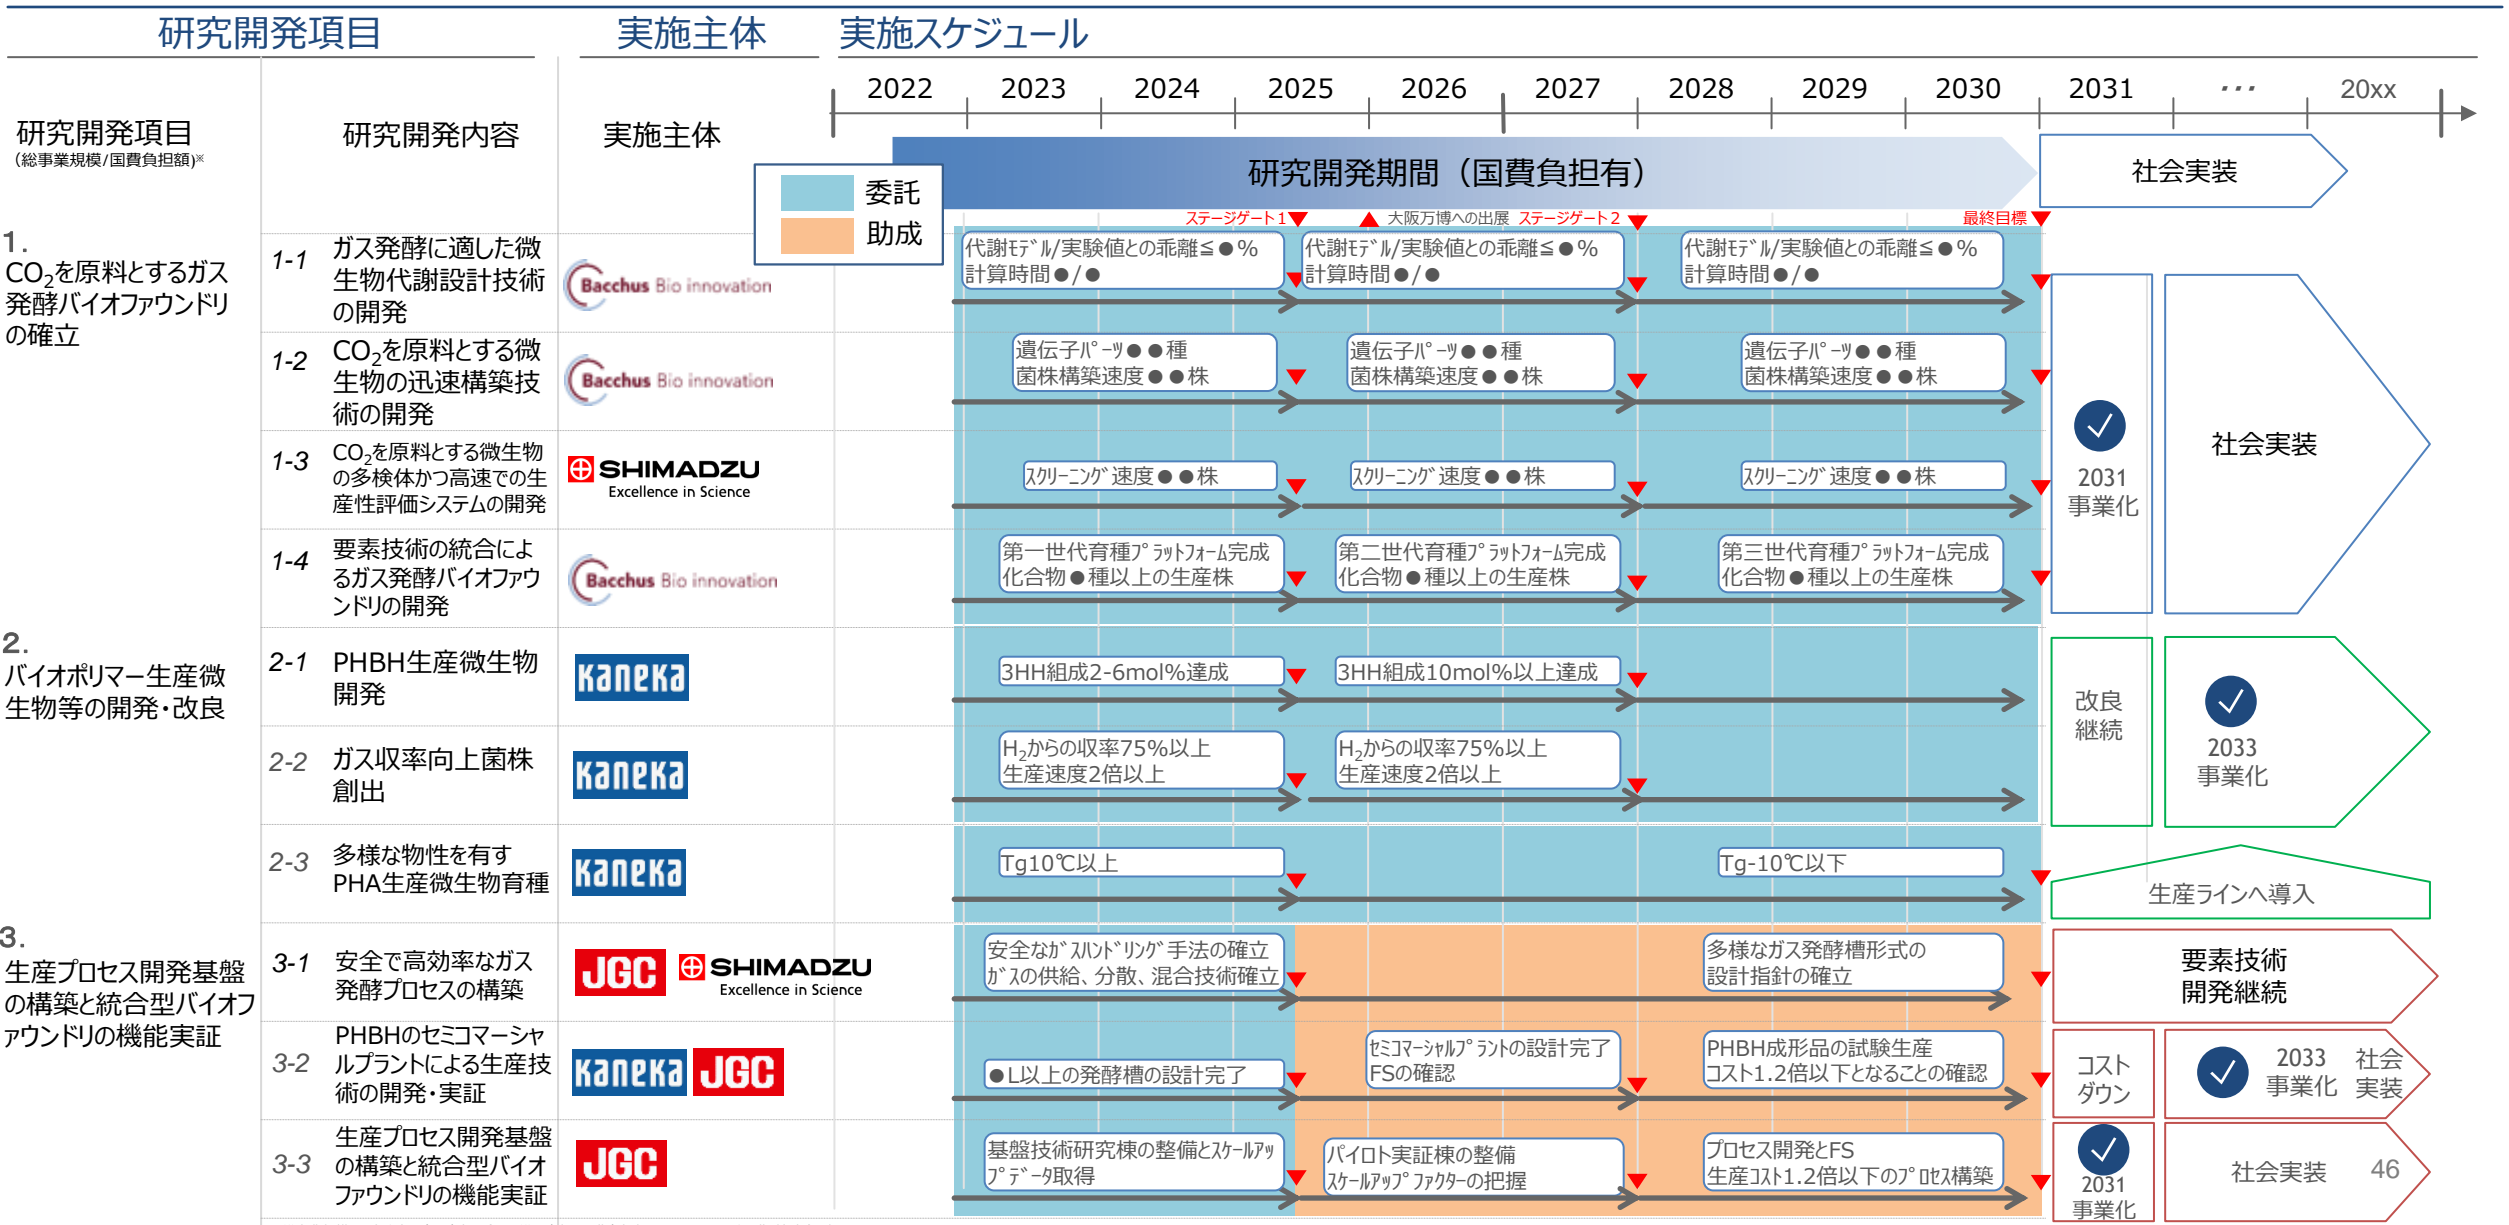 研究開発項目 実施主体 実施スケジュール
2022 2023 2024 2025 2026 2027 2028 2029 2030 2031 ・・・ 20xx
研究開発項目
(総事業規模/国費負担額)※
研究開発内容
実施主体
研究開発期間（国費負担有）
社会実装
委託
助成
ステージゲート1 大阪万博への出展 ステージゲート2 最終目標
1.
CO2を原料とするガス
発酵バイオファウンドリ
の確立
1-1
ガス発酵に適した微
生物代謝設計技術
の開発
Bacchus Bio innovation
代謝ﾓﾃﾞﾙ/実験値との乖離≦●%
計算時間●/●
代謝ﾓﾃﾞﾙ/実験値との乖離≦●%
計算時間●/●
代謝ﾓﾃﾞﾙ/実験値との乖離≦●%
計算時間●/●
1-2
CO2を原料とする微
生物の迅速構築技
術の開発
Bacchus Bio innovation
遺伝子ﾊﾟｰﾂ●●種
菌株構築速度●●株
遺伝子ﾊﾟｰﾂ●●種
菌株構築速度●●株
遺伝子ﾊﾟｰﾂ●●種
菌株構築速度●●株
1-3
CO2を原料とする微生物
の多検体かつ高速での生
産性評価システムの開発
SHIMADZU
Excellence in Science
ｽｸﾘｰﾆﾝｸﾞ速度●●株
ｽｸﾘｰﾆﾝｸﾞ速度●●株
ｽｸﾘｰﾆﾝｸﾞ速度●●株
1-4
要素技術の統合によ
るガス発酵バイオファウ
ンドリの開発
Bacchus Bio innovation
第一世代育種ﾌﾟﾗｯﾄﾌｫｰﾑ完成
化合物●種以上の生産株
第二世代育種ﾌﾟﾗｯﾄﾌｫｰﾑ完成
化合物●種以上の生産株
第三世代育種ﾌﾟﾗｯﾄﾌｫｰﾑ完成
化合物●種以上の生産株
2031
事業化
社会実装
2.
バイオポリマー生産微
生物等の開発・改良
2-1
PHBH生産微生物
開発
kaneka
3HH組成2-6mol%達成
3HH組成10mol%以上達成
2-2
ガス収率向上菌株
創出
kaneka
H2からの収率75%以上
生産速度2倍以上
H2からの収率75%以上
生産速度2倍以上
改良
継続
2033
事業化
2-3
多様な物性を有す
PHA生産微生物育種
kaneka
Tg10℃以上
Tg-10℃以下
生産ラインへ導入
3.
生産プロセス開発基盤
の構築と統合型バイオフ
ァウンドリの機能実証
3-1
安全で高効率なガス
発酵プロセスの構築
JGC
SHIMADZU
Excellence in Science
安全なｶﾞｽﾊﾝﾄﾞﾘﾝｸﾞ手法の確立
ｶﾞｽの供給、分散、混合技術確立
多様なガス発酵槽形式の
設計指針の確立
要素技術
開発継続
3-2
PHBHのセミコマーシャ
ルプラントによる生産技
術の開発・実証
kaneka JGC
●L以上の発酵槽の設計完了
ｾﾐｺﾏｰｼｬﾙﾌﾟﾗﾝﾄの設計完了
FSの確認
PHBH成形品の試験生産
コスト1.2倍以下となることの確認
コスト
ダウン
2033
事業化
社会
実装
3-3
生産プロセス開発基盤
の構築と統合型バイオ
ファウンドリの機能実証
JGC
基盤技術研究棟の整備とｽｹｰﾙｱｯ
ﾌﾟﾃﾞｰﾀ取得
パイロト実証棟の整備
ｽｹｰﾙｱｯﾌﾟﾌｧｸﾀｰの把握
プロセス開発とFS
生産ｺｽﾄ1.2倍以下のﾌﾟﾛｾｽ構築
2031
事業化
社会実装
46